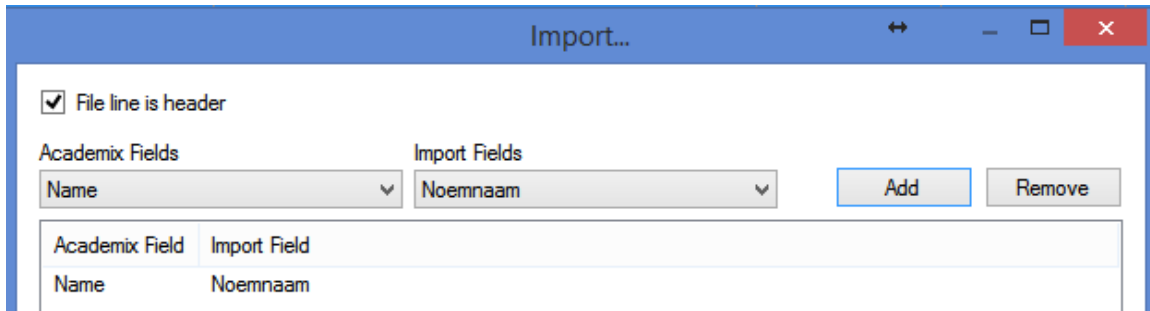 Import...
File line is header
Academix Fields Import Fields
Name Noemnaam Add Remove
Academix Field Import Field
Name Noemnaam